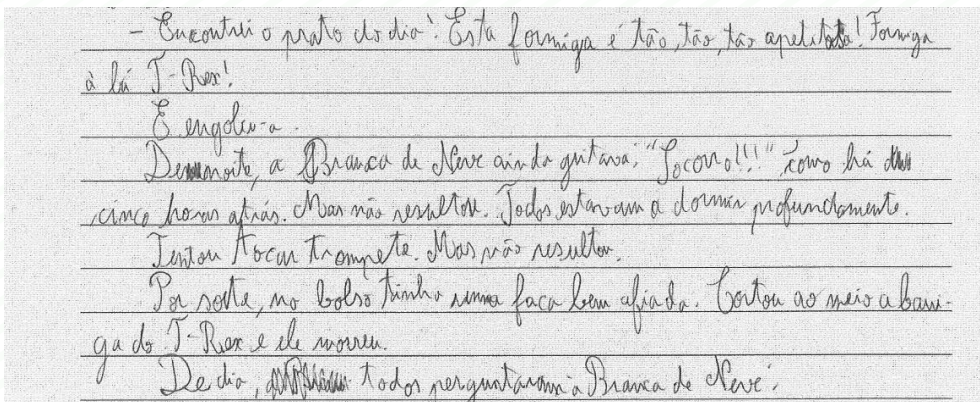 - Encontrei o prato do dia! Esta formiga é tão, tão, tão apetitosa! Formiga
à lá T-Rex!
E engoliu-a.
De noite, a Branca de Neve ainda gritava: "Socorro!!!" como há
cinco horas atrás. Mas não resultou. Todos estavam a dormir profundamente.
Tentou tocar trompete. Mas não resultou.
Por sorte, no bolso tinha uma faca bem afiada. Cortou ao meio a barri-
ga do T-Rex e ele morreu.
De dia, todos perguntaram à Branca de Neve: